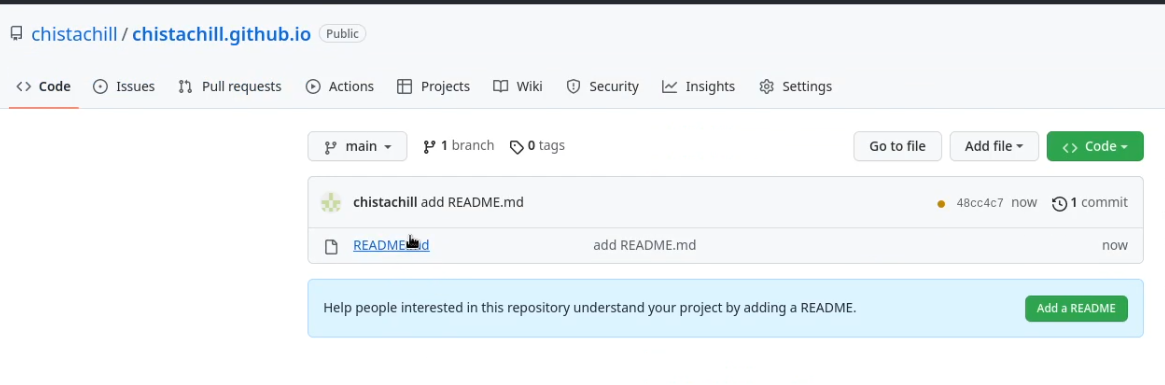 chistachill / chistachill.github.io Public
<> Code Issues Pull requests Actions Projects Wiki Security Insights Settings
main 1 branch 0 tags Go to file Add file <> Code
chistachill add README.md 48cc4c7 now 1 commit
README.md add README.md now
Help people interested in this repository understand your project by adding a README. Add a README